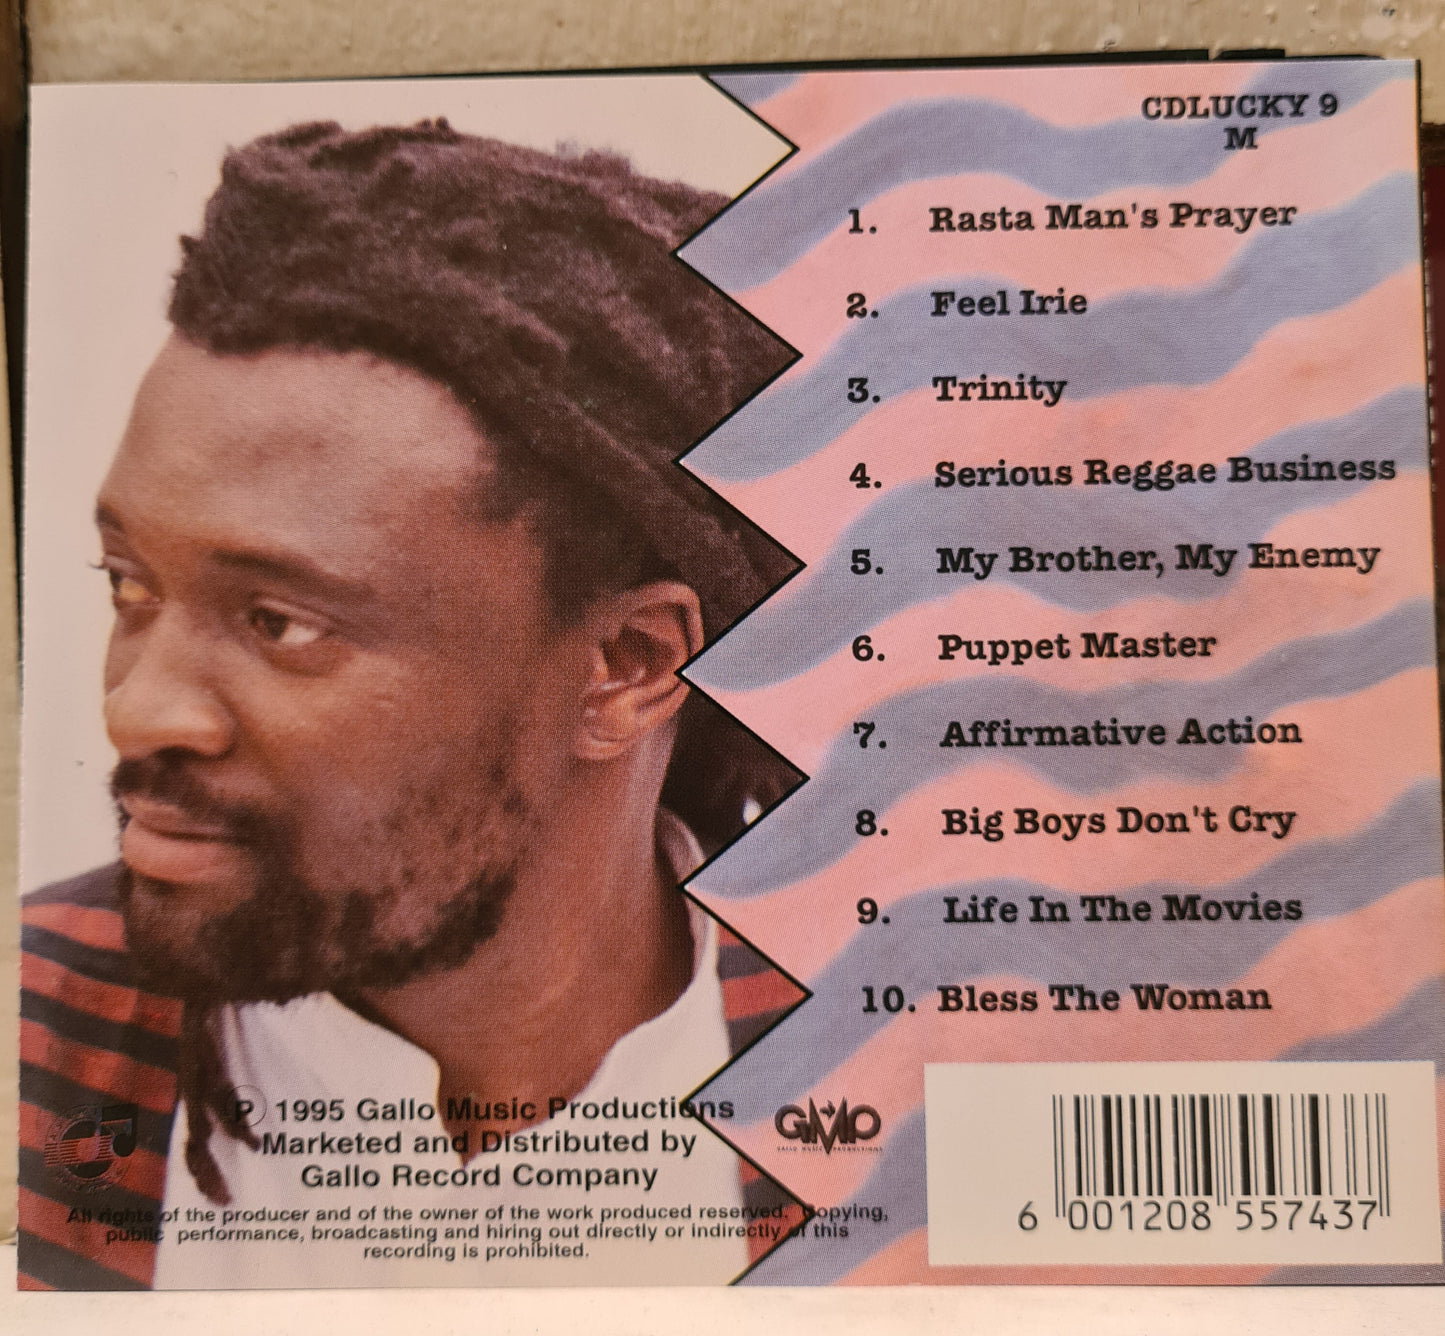 CDLUCKY 9
M
1. Rasta Man's Prayer
2. Feel Irie
3. Trinity
4. Serious Reggae Business
5. My Brother, My Enemy
6. Puppet Master
7. Affirmative Action
8. Big Boys Don't Cry
9. Life In The Movies
10. Bless The Woman
Ⓟ 1995 Gallo Music Productions
Marketed and Distributed by
Gallo Record Company
GMP
GALLO MUSIC PRODUCTIONS
All rights of the producer and of the owner of the work produced reserved. Copying,
public performance, broadcasting and hiring out directly or indirectly of this
recording is prohibited.
6 001208 557437